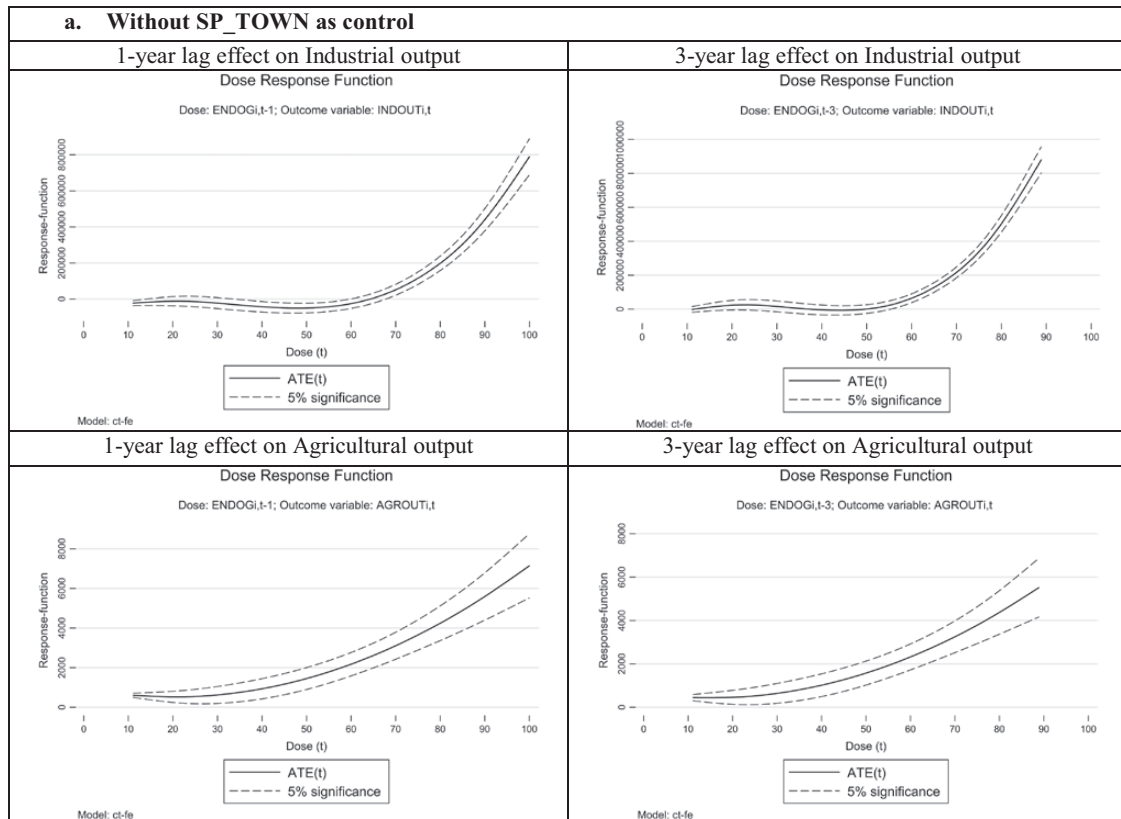 a. Without SP_TOWN as control
1-year lag effect on Industrial output
Dose Response Function
Dose: ENDOGi,t-1; Outcome variable: INDOUTi,t
Response-function
800000
600000
400000
200000
0
0 10 20 30 40 50 60 70 80 90 100
Dose (t)
ATE(t)
5% significance
Model: ct-fe
3-year lag effect on Industrial output
Dose Response Function
Dose: ENDOGi,t-3; Outcome variable: INDOUTi,t
Response-function
1000000
800000
600000
400000
200000
0
0 10 20 30 40 50 60 70 80 90 100
Dose (t)
ATE(t)
5% significance
Model: ct-fe
1-year lag effect on Agricultural output
Dose Response Function
Dose: ENDOGi,t-1; Outcome variable: AGROUTi,t
Response-function
8000
6000
4000
2000
0
0 10 20 30 40 50 60 70 80 90 100
Dose (t)
ATE(t)
5% significance
Model: ct-fe
3-year lag effect on Agricultural output
Dose Response Function
Dose: ENDOGi,t-3; Outcome variable: AGROUTi,t
Response-function
8000
6000
4000
2000
0
0 10 20 30 40 50 60 70 80 90 100
Dose (t)
ATE(t)
5% significance
Model: ct-fe